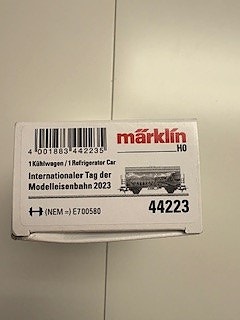 4 001883 442235
märklin
H0
1 Kühlwagen / 1 Refrigerator Car
Internationaler Tag der
Modelleisenbahn 2023
(NEM =) E700580
44223